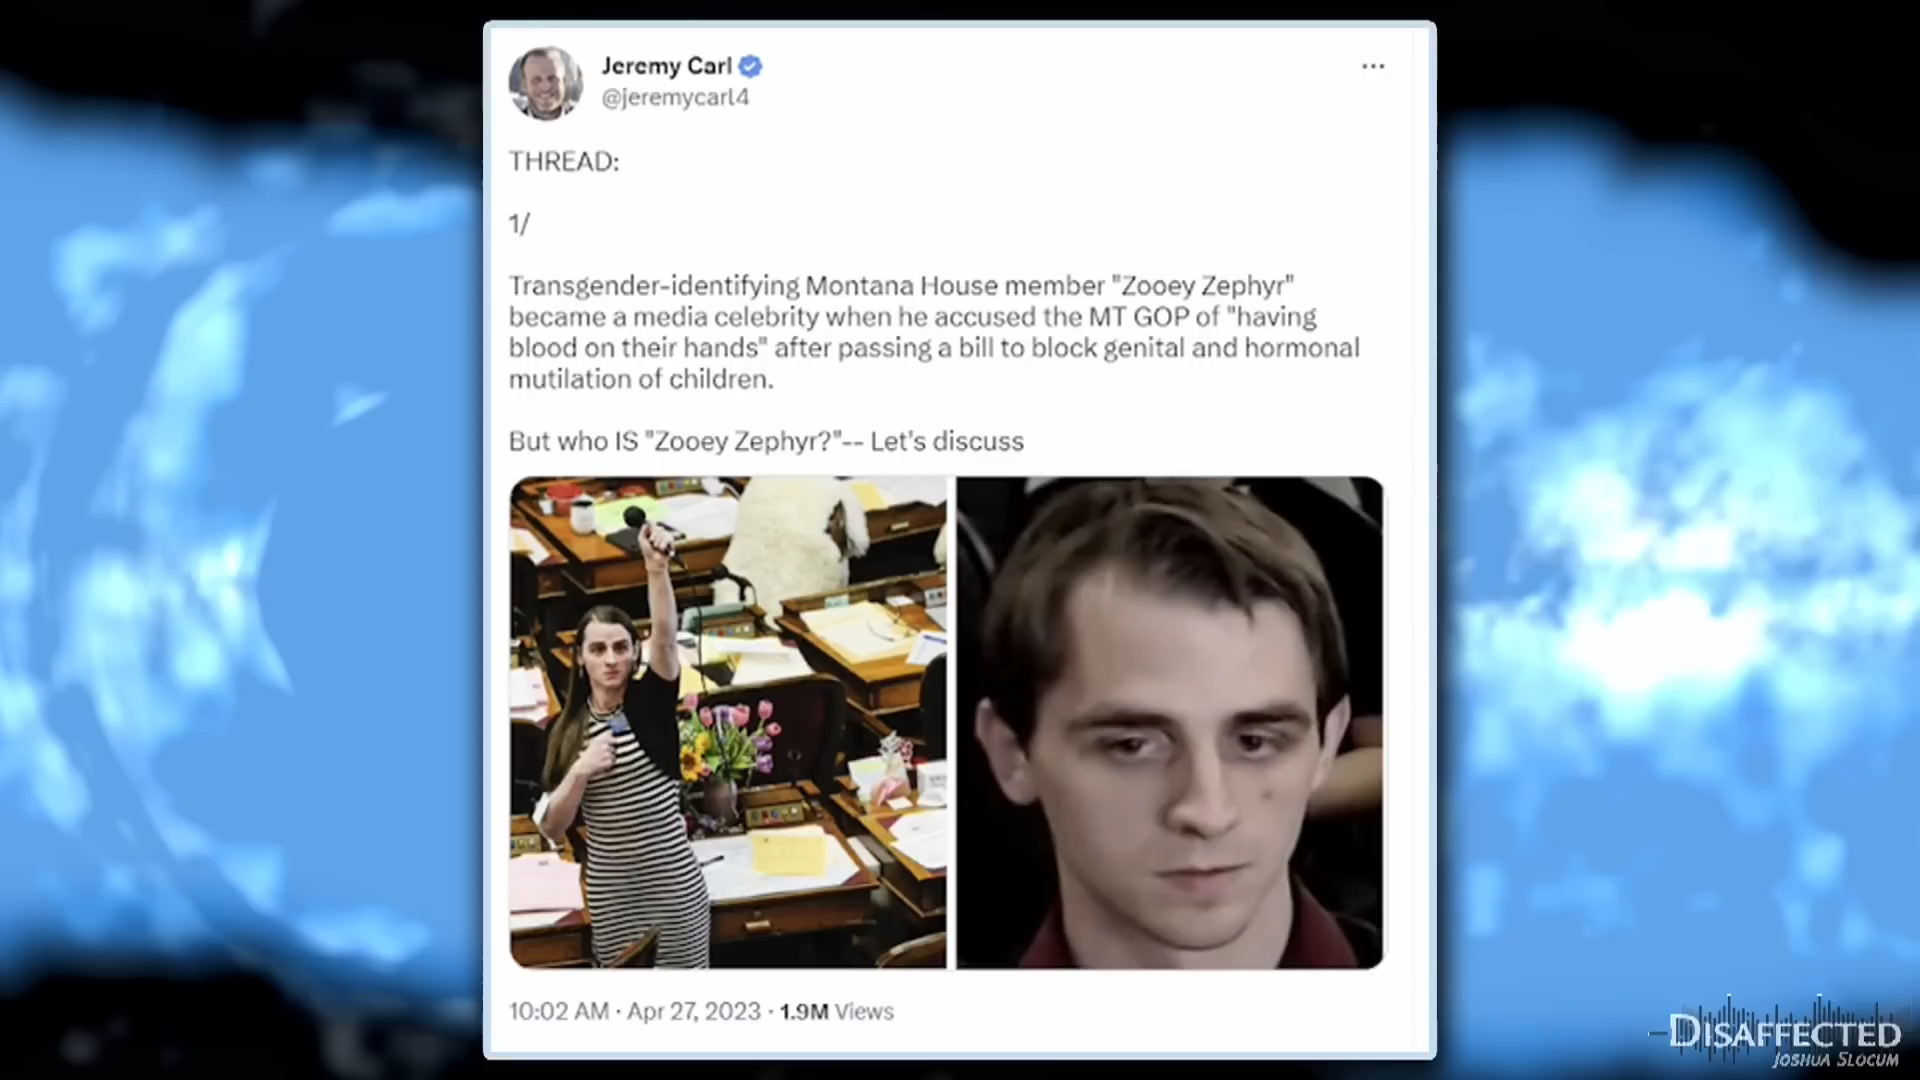 Jeremy Carl
@jeremycarl4
THREAD:
1/
Transgender-identifying Montana House member "Zooey Zephyr"
became a media celebrity when he accused the MT GOP of "having
blood on their hands" after passing a bill to block genital and hormonal
mutilation of children.
But who IS "Zooey Zephyr?"-- Let's discuss
10:02 AM · Apr 27, 2023 · 1.9M Views
DISAFFECTED
JOSHUA SLOCUM